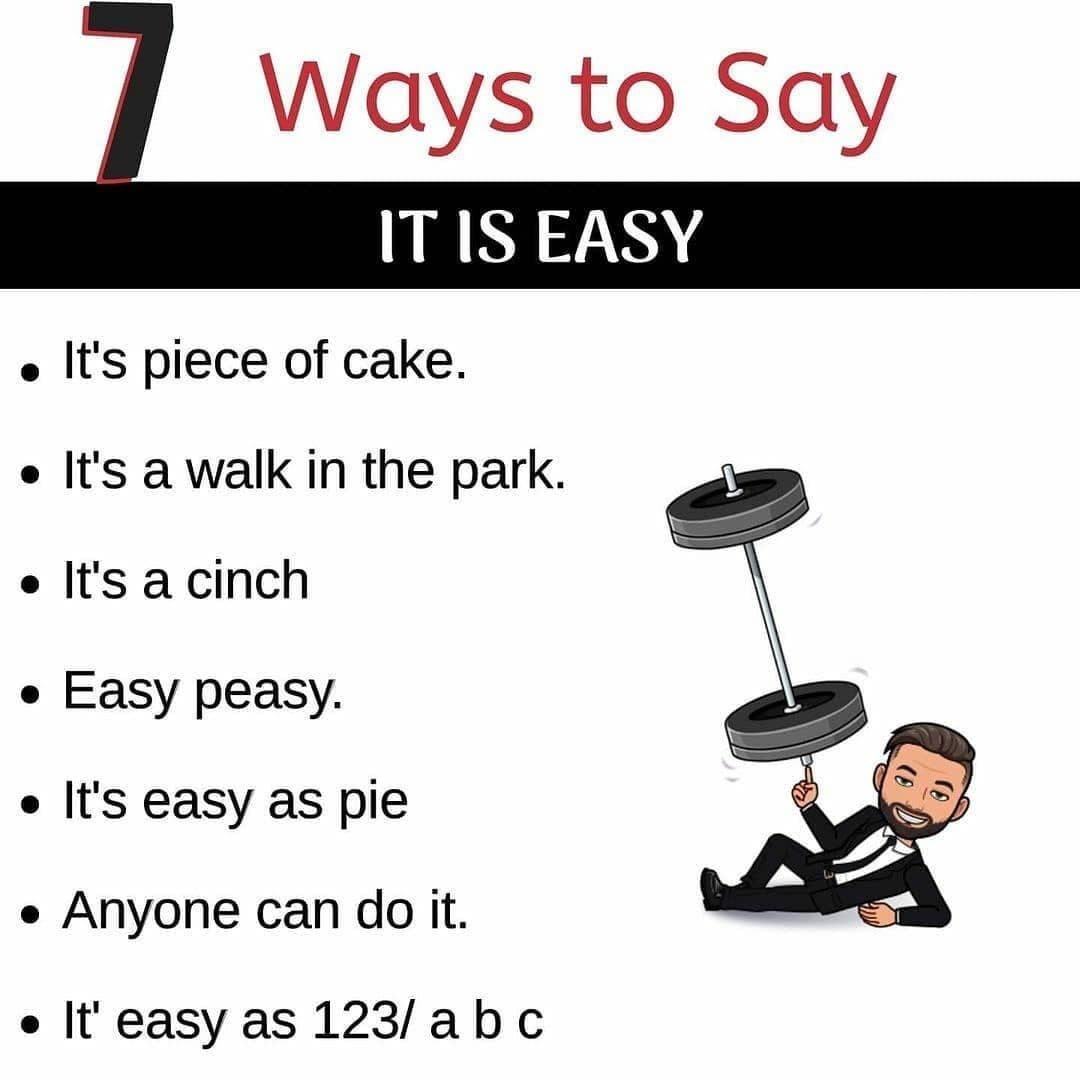 7 Ways to Say
IT IS EASY
• It's piece of cake.
• It's a walk in the park.
• It's a cinch
• Easy peasy.
• It's easy as pie
• Anyone can do it.
• It' easy as 123/ a b c